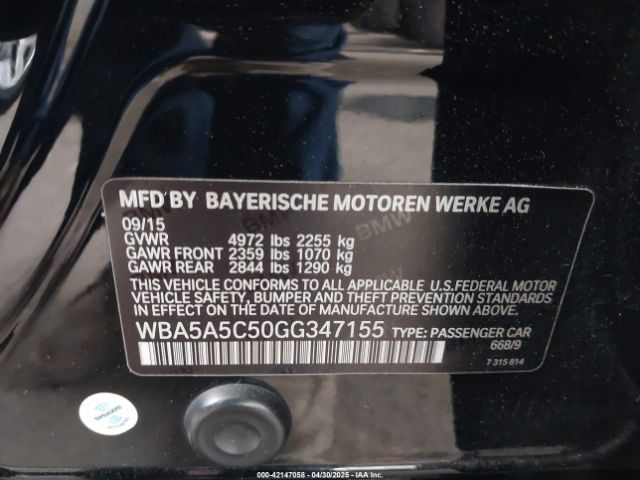 MFD BY BAYERISCHE MOTOREN WERKE AG
09/15
GVWR 4972 lbs 2255 kg
GAWR FRONT 2359 lbs 1070 kg
GAWR REAR 2844 lbs 1290 kg
THIS VEHICLE CONFORMS TO ALL APPLICABLE U.S.FEDERAL MOTOR
VEHICLE SAFETY, BUMPER, AND THEFT PREVENTION STANDARDS
IN EFFECT ON THE DATE OF MANUFACTURE SHOWN ABOVE.
WBA5A5C50GG347155 TYPE: PASSENGER CAR
668/9
7 315 814
SiriusXM
000-42147058 - 04/30/2025 - IAAI.COM